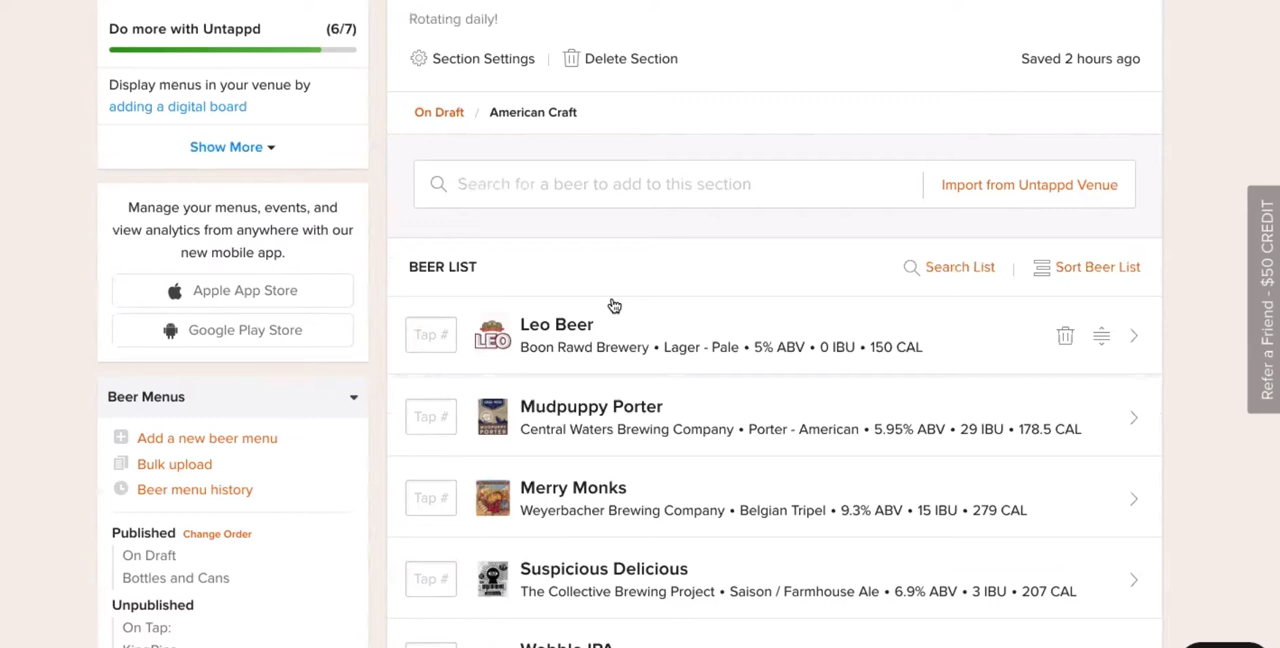 Do more with Untappd (6/7)
Display menus in your venue by
adding a digital board
Show More
Manage your menus, events, and
view analytics from anywhere with our
new mobile app.
Apple App Store
Google Play Store
Beer Menus
Add a new beer menu
Bulk upload
Beer menu history
Published Change Order
On Draft
Bottles and Cans
Unpublished
On Tap:
Rotating daily!
Section Settings | Delete Section
Saved 2 hours ago
On Draft / American Craft
Search for a beer to add to this section
Import from Untappd Venue
BEER LIST
Search List | Sort Beer List
Tap #
LEO
Leo Beer
Boon Rawd Brewery • Lager - Pale • 5% ABV • 0 IBU • 150 CAL
Tap #
Mudpuppy Porter
Central Waters Brewing Company • Porter - American • 5.95% ABV • 29 IBU • 178.5 CAL
Tap #
Merry Monks
Weyerbacher Brewing Company • Belgian Tripel • 9.3% ABV • 15 IBU • 279 CAL
Tap #
Suspicious Delicious
The Collective Brewing Project • Saison / Farmhouse Ale • 6.9% ABV • 3 IBU • 207 CAL
Refer a Friend - $50 CREDIT